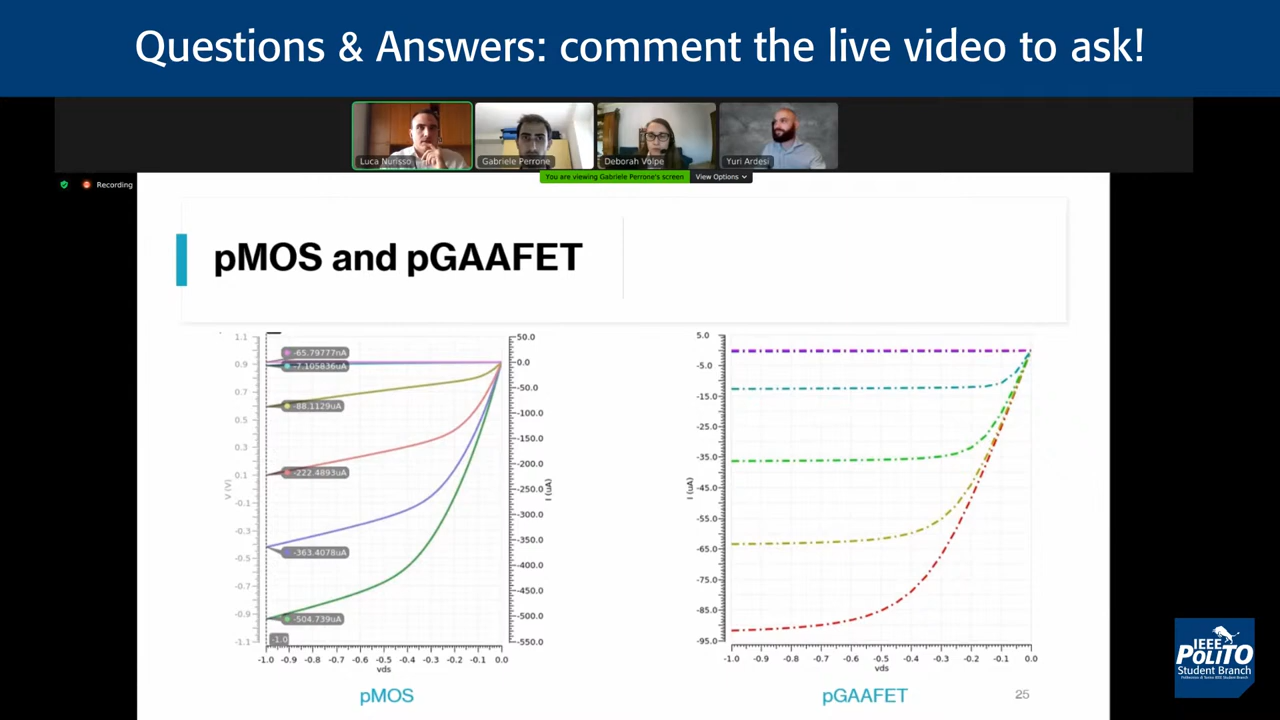 Questions & Answers: comment the live video to ask!
Luca Nurisso
Gabriele Perrone
Deborah Volpe
Yuri Ardesi
You are viewing Gabriele Perrone's screen
View Options
Recording
pMOS and pGAAFET
1.1
0.9
0.7
0.5
0.3
0.1
-0.1
-0.3
-0.5
-0.7
-0.9
-1.1
V (V)
-65.79777nA
-7.105836uA
-88.1129uA
-222.4893uA
-363.4078uA
-504.739uA
-1.0
50.0
0.0
-50.0
-100.0
-150.0
-200.0
-250.0
-300.0
-350.0
-400.0
-450.0
-500.0
-550.0
I (uA)
-1.0 -0.9 -0.8 -0.7 -0.6 -0.5 -0.4 -0.3 -0.2 -0.1 0.0
vds
pMOS
5.0
-5.0
-15.0
-25.0
-35.0
-45.0
-55.0
-65.0
-75.0
-85.0
-95.0
I (uA)
-1.0 -0.9 -0.8 -0.7 -0.6 -0.5 -0.4 -0.3 -0.2 -0.1 0.0
vds
pGAAFET
25
IEEE
POLITO
Student Branch